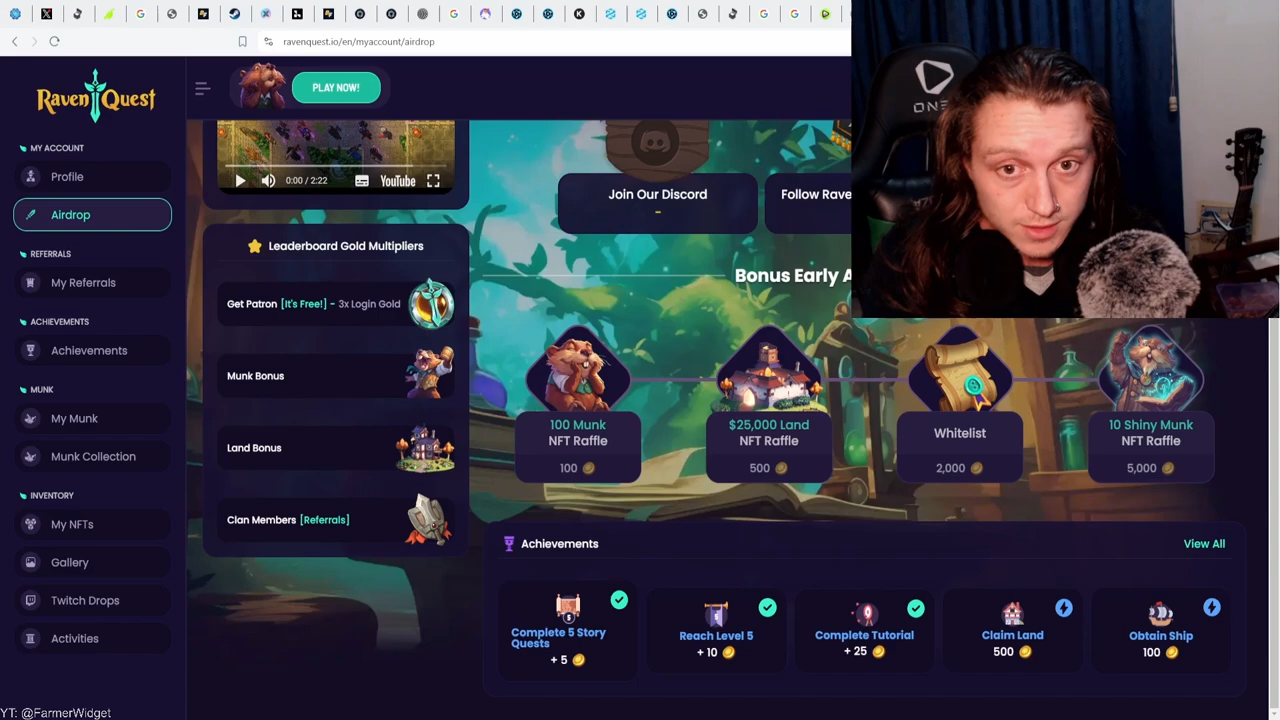 ravenquest.io/en/myaccount/airdrop
RAVEN QUEST
PLAY NOW!
MY ACCOUNT
Profile
Airdrop
REFERRALS
My Referrals
ACHIEVEMENTS
Achievements
MUNK
My Munk
Munk Collection
INVENTORY
My NFTs
Gallery
Twitch Drops
Activities
0:00 / 2:22
YouTube
Leaderboard Gold Multipliers
Get Patron [It's Free!] - 3x Login Gold
Munk Bonus
Land Bonus
Clan Members [Referrals]
Join Our Discord
Follow Rave
Bonus Early A
100 Munk
NFT Raffle
100
$25,000 Land
NFT Raffle
500
Whitelist
2,000
10 Shiny Munk
NFT Raffle
5,000
Achievements
View All
Complete 5 Story
Quests
+ 5
Reach Level 5
+ 10
Complete Tutorial
+ 25
Claim Land
500
Obtain Ship
100
ONE
YT: @FarmerWidget